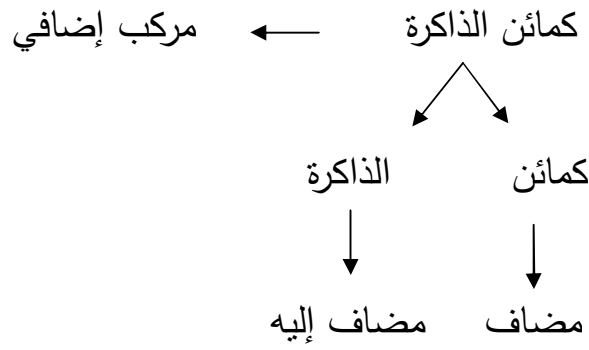 كمائن الذاكرة مركب إضافي
كمائن الذاكرة
مضاف مضاف إليه